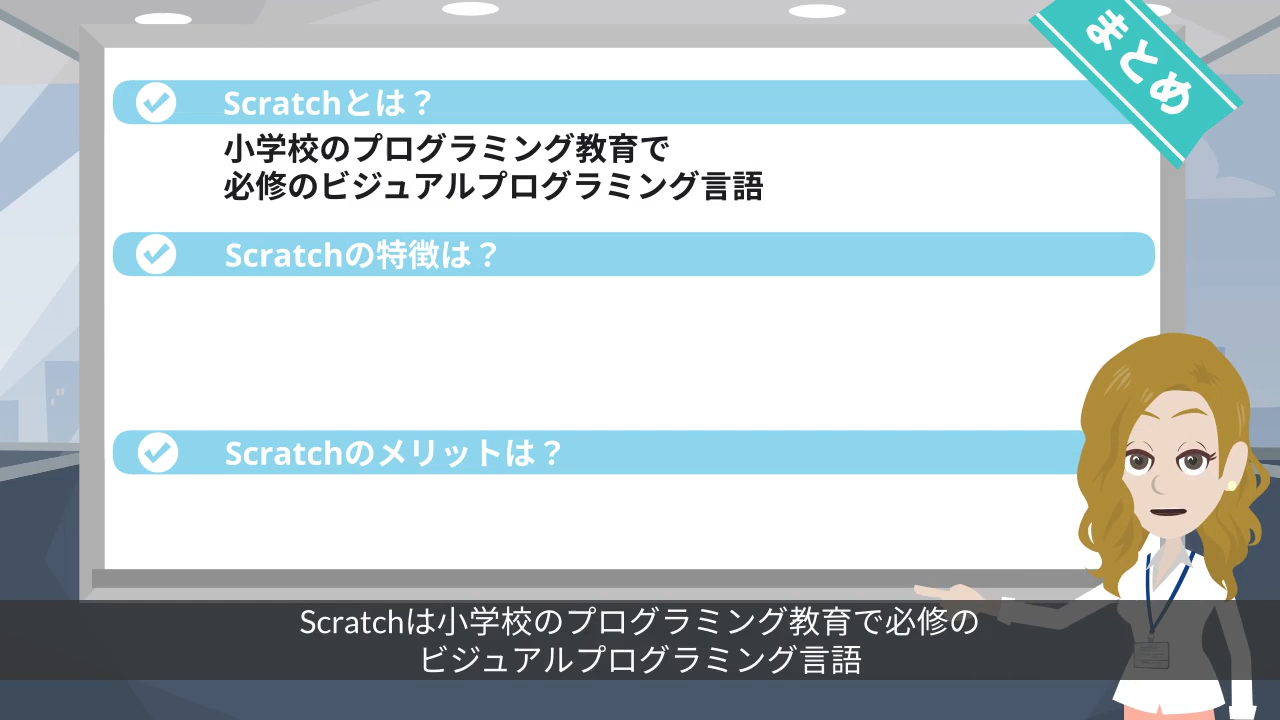 まとめ
Scratchとは？
小学校のプログラミング教育で
必修のビジュアルプログラミング言語
Scratchの特徴は？
Scratchのメリットは？
Scratchは小学校のプログラミング教育で必修の
ビジュアルプログラミング言語